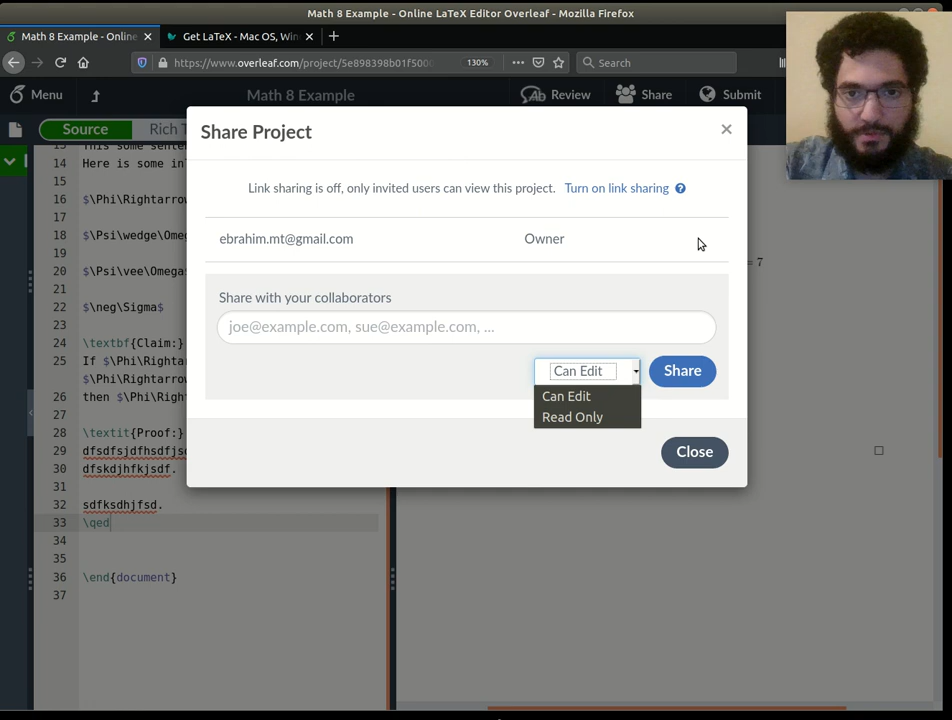 Math 8 Example - Online LaTeX Editor Overleaf - Mozilla Firefox
Math 8 Example - Online
Get LaTeX - Mac OS, Win
https://www.overleaf.com/project/5e898398b01f500
130%
Search
Menu
Math 8 Example
Review
Share
Submit
Source
Rich T
Share Project
×
Link sharing is off, only invited users can view this project. Turn on link sharing
ebrahim.mt@gmail.com Owner
Share with your collaborators
joe@example.com, sue@example.com, ...
Can Edit
Share
Can Edit
Read Only
Close
13 This some sentenc
14 Here is some in
15
16 $\Phi\Rightarrow
17
18 $\Psi\wedge\Ome
19
20 $\Psi\vee\Omega
21
22 $\neg\Sigma$
23
24 \textbf{Claim:}
25 If $\Phi\Rightar
$\Phi\Rightarrow
26 then $\Phi\Righ
27
28 \textit{Proof:}
29 dfsdfsjdfhsdfjs
30 dfskdjhfkjsdf.
31
32 sdfksdhjfsd.
33 \qed
34
35
36 \end{document}
37
= 7